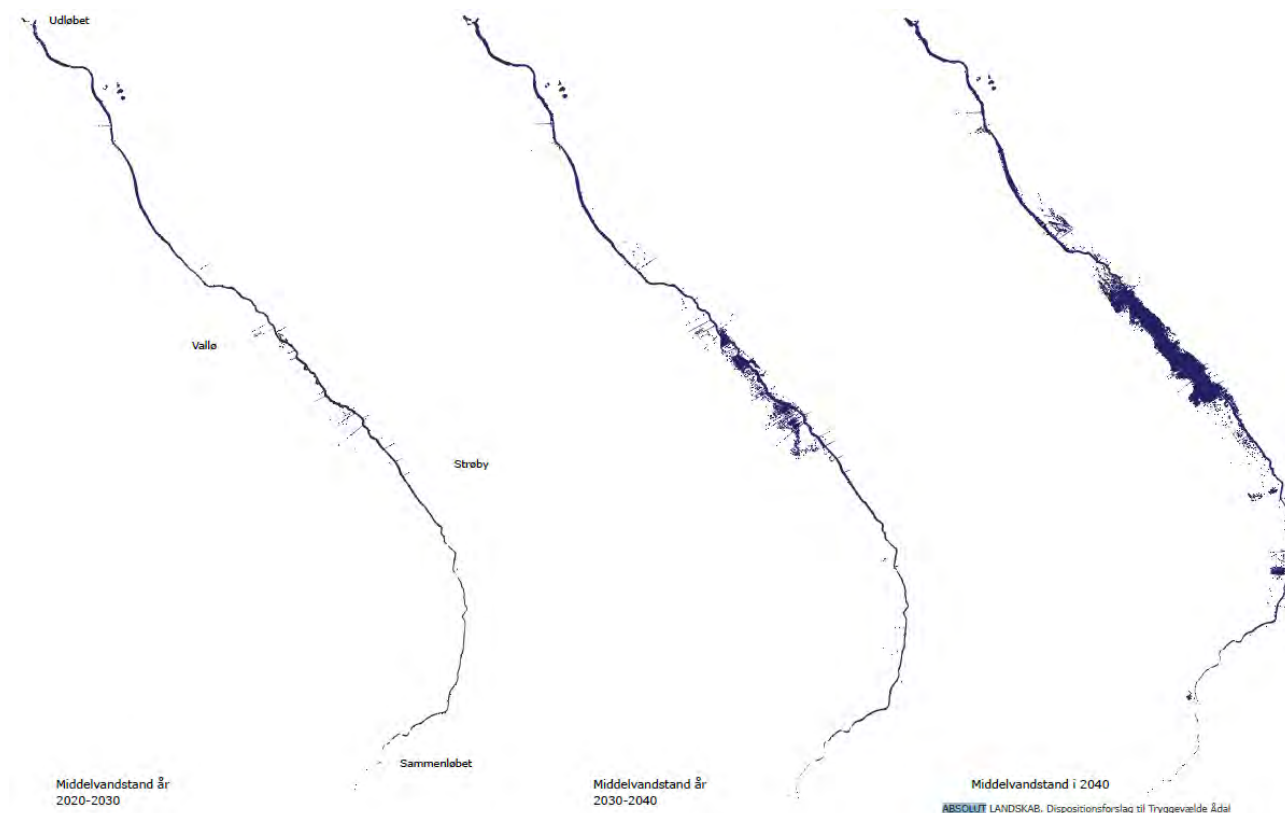 Udløbet
Vallø
Strøby
Sammenløbet
Middelvandstand år
2020-2030
Middelvandstand år
2030-2040
Middelvandstand i 2040
ABSOLUT LANDSKAB. Dispositionsforslag til Tryggevælde Ådal